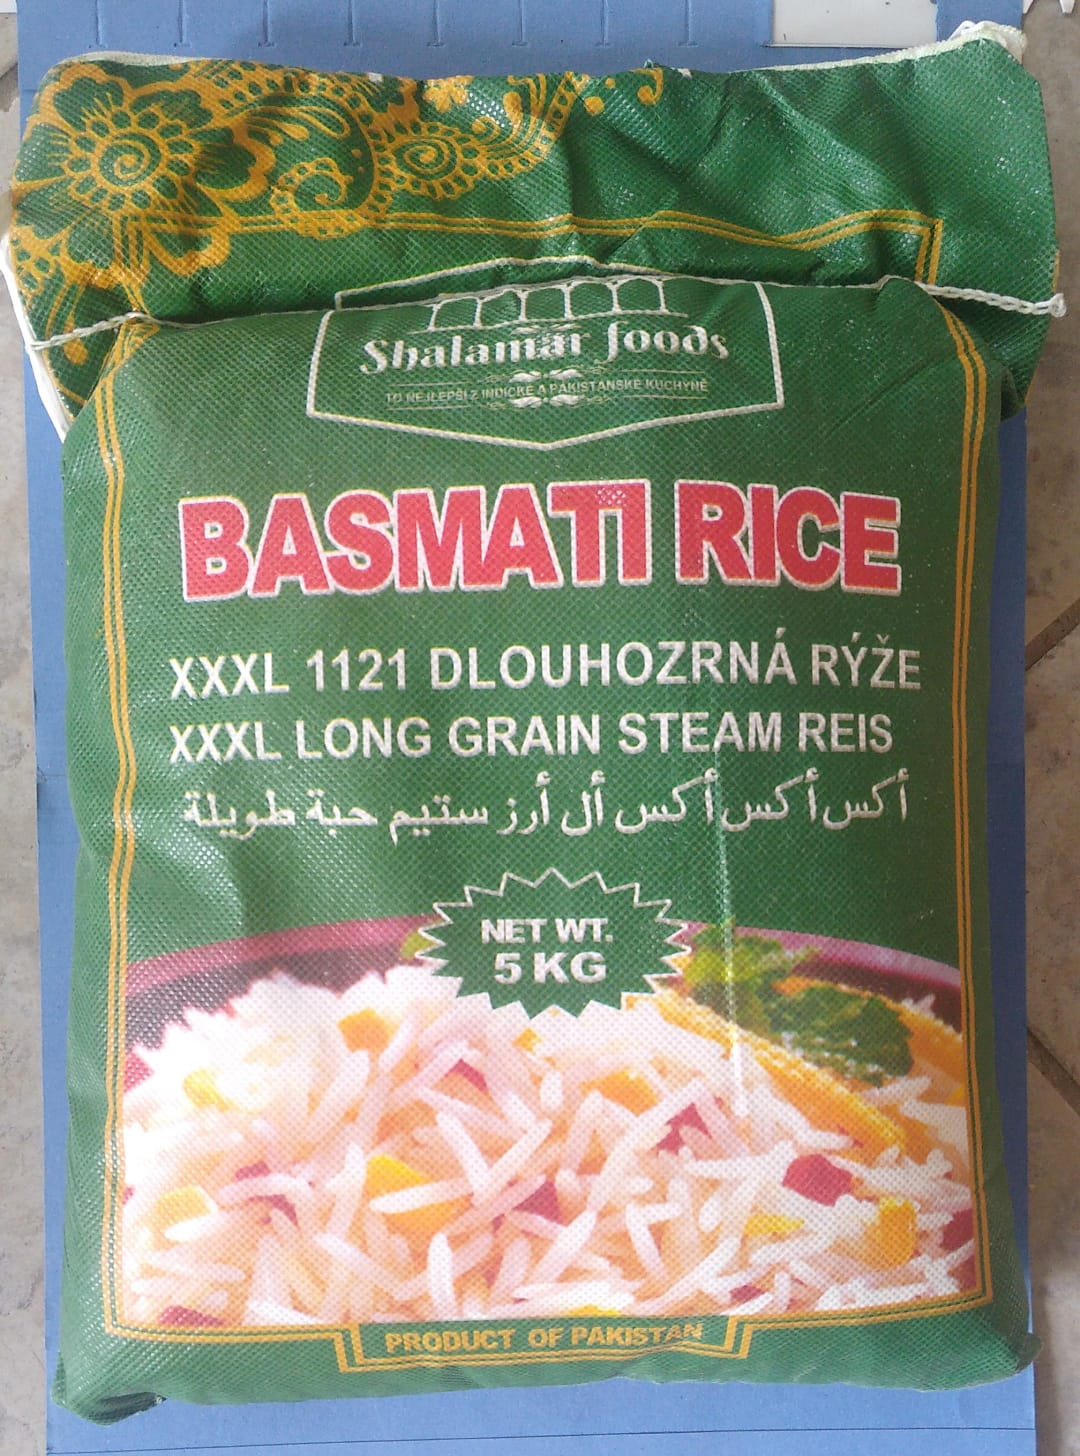 Shalamar foods
TO NEJLEPŠÍ Z INDICKÉ A PÁKISTÁNSKÉ KUCHYNĚ
BASMATI RICE
XXXL 1121 DLOUHOZRNÁ RÝŽE
XXXL LONG GRAIN STEAM REIS
أكس أكس أكس أل أرز ستيم حبة طويلة
NET WT.
5 KG
PRODUCT OF PAKISTAN